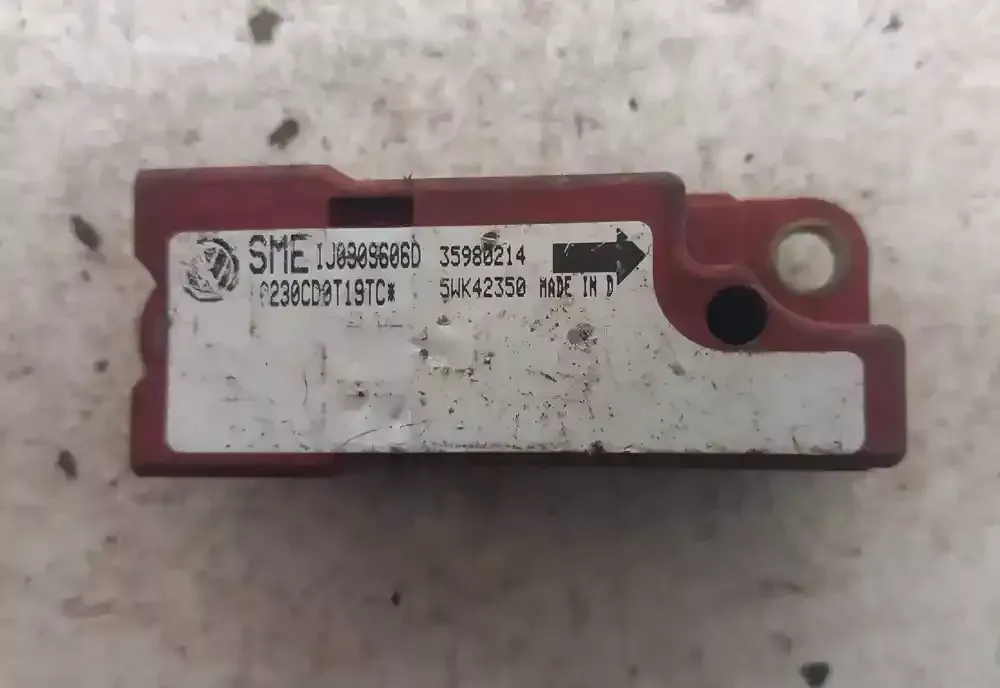 SME 1J0909606D 35980214
0230CD0T19TC* 5WK42350 MADE IN D